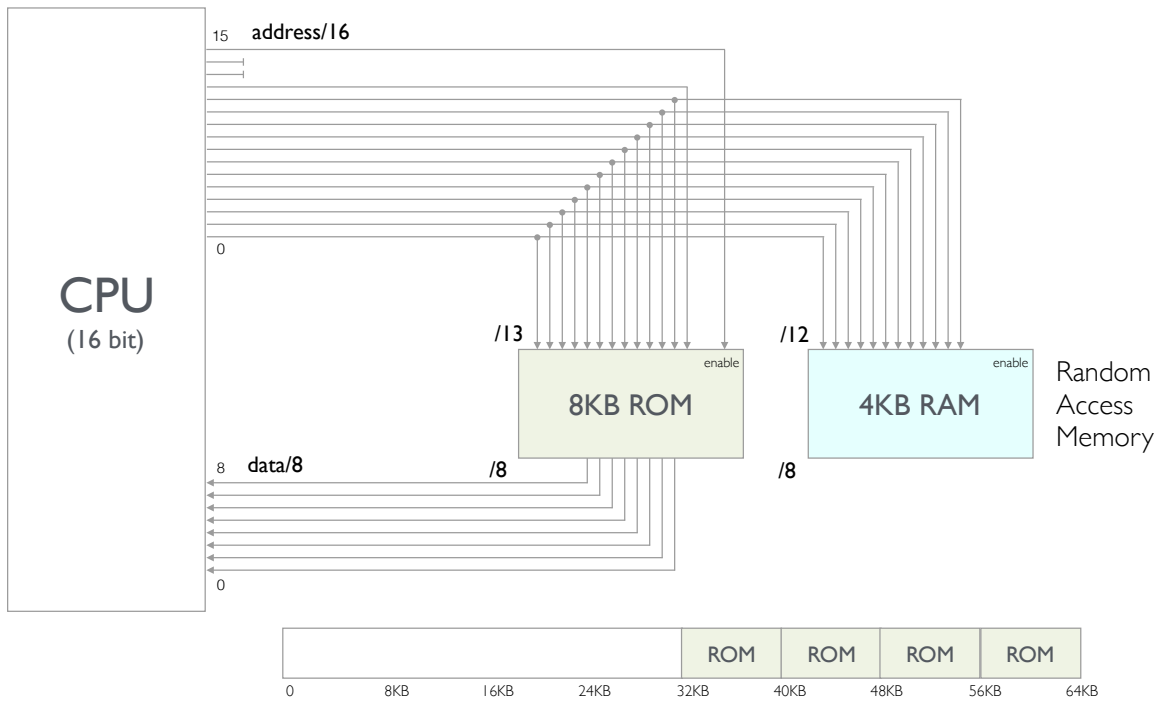 15 address/16
0
CPU
(16 bit)
/13
enable
8KB ROM
/8
/12
enable
4KB RAM
/8
Random
Access
Memory
8 data/8
0
ROM ROM ROM ROM
0 8KB 16KB 24KB 32KB 40KB 48KB 56KB 64KB